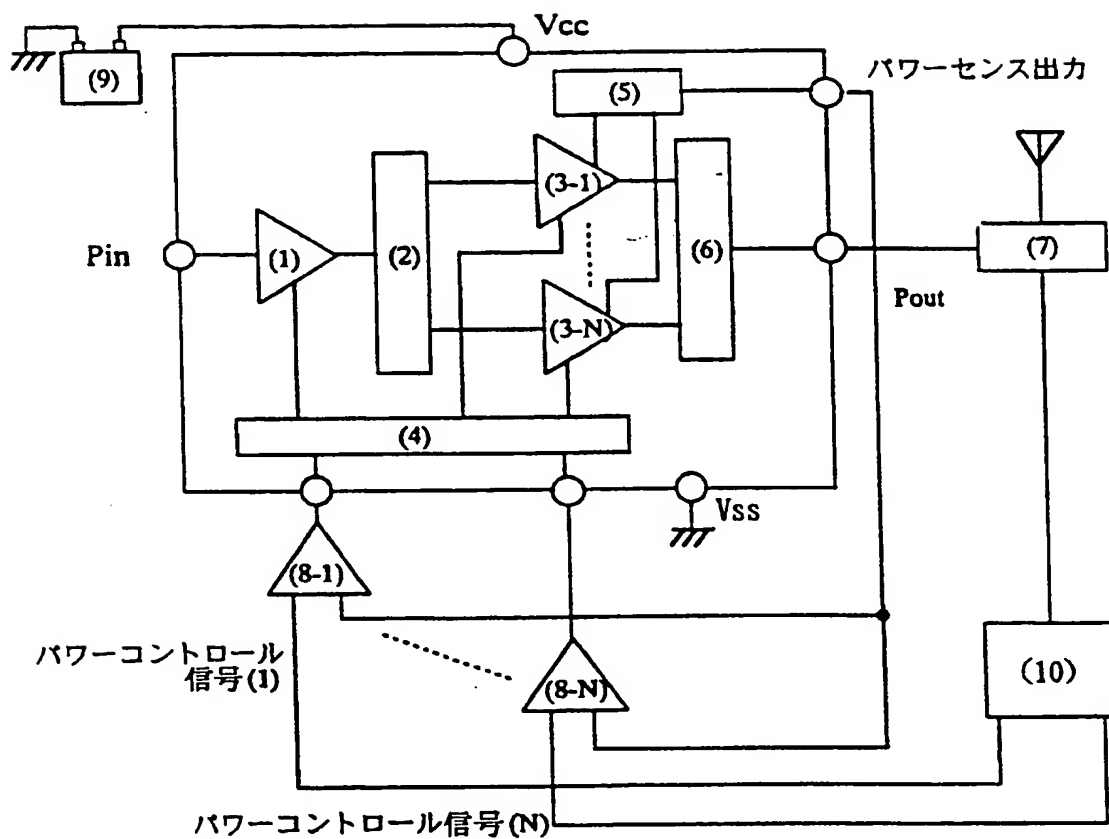 Vcc
(9)
パワーセンス出力
(5)
(3-1)
(1)
(2)
(6)
(7)
Pin
Pout
(3-N)
(4)
Vss
(8-1)
パワーコントロール
信号(1)
(8-N)
(10)
パワーコントロール信号(N)